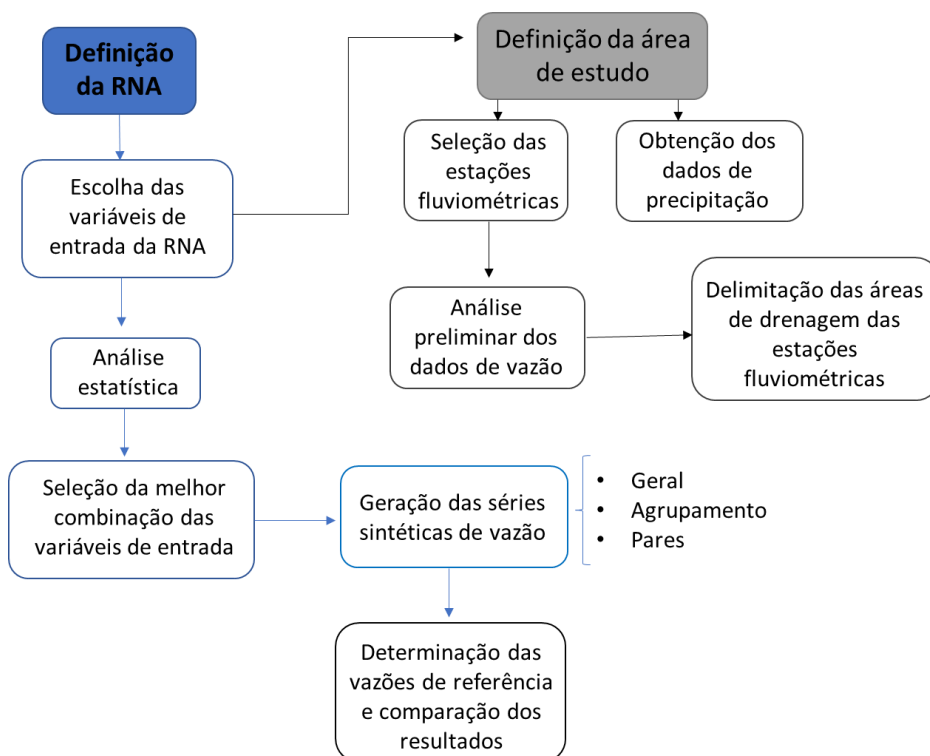 Definição
da RNA
Definição da área
de estudo
Escolha das
variáveis de
entrada da RNA
Seleção das
estações
fluviométricas
Obtenção dos
dados de
precipitação
Análise
preliminar dos
dados de vazão
Delimitação das áreas
de drenagem das
estações
fluviométricas
Análise
estatística
Seleção da melhor
combinação das
variáveis de entrada
Geração das séries
sintéticas de vazão
• Geral
• Agrupamento
• Pares
Determinação das
vazões de referência
e comparação dos
resultados